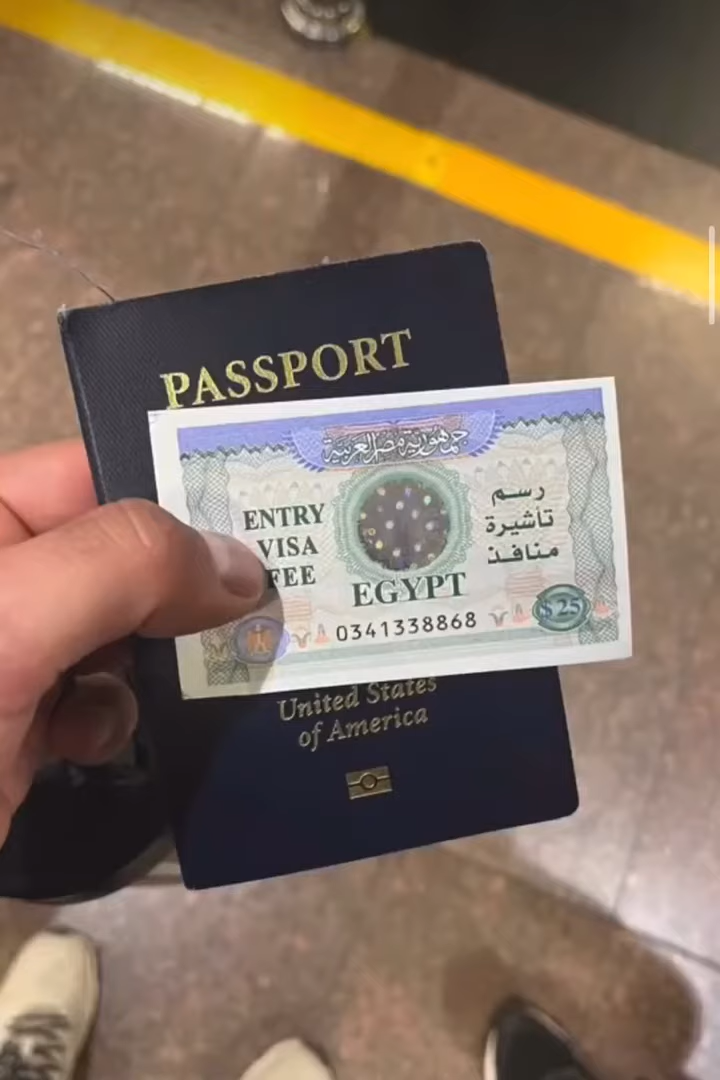 PASSPORT
جمهورية مصر العربية
ENTRY
VISA
FEE
رسم
تأشيرة
منافذ
EGYPT
$ 25
0341338868
United States
of America